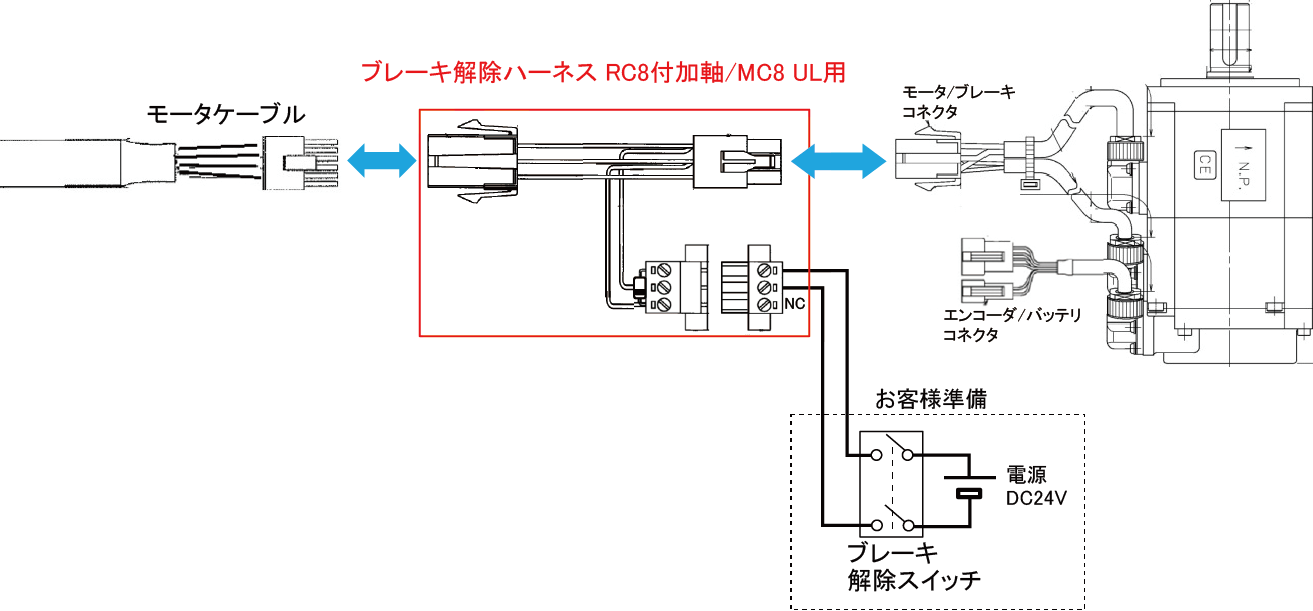 ブレーキ解除ハーネス RC8付加軸/MC8 UL用
モータケーブル
モータ/ブレーキ
コネクタ
CE
N.P.
エンコーダ/バッテリ
コネクタ
NC
お客様準備
電源
DC24V
ブレーキ
解除スイッチ